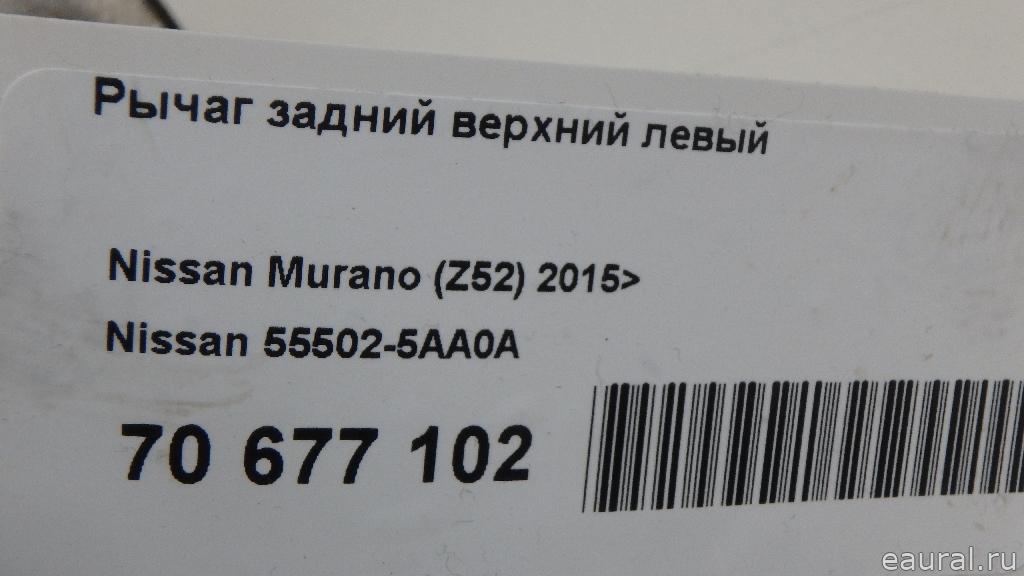 Рычаг задний верхний левый
Nissan Murano (Z52) 2015>
Nissan 55502-5AA0A
70 677 102
eaural.ru